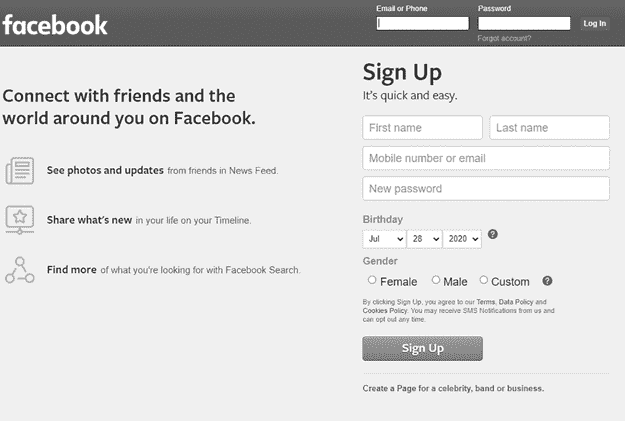 facebook
Email or Phone
Password
Log In
Forgot account?
Connect with friends and the
world around you on Facebook.
See photos and updates from friends in News Feed.
Share what's new in your life on your Timeline.
Find more of what you're looking for with Facebook Search.
Sign Up
It's quick and easy.
First name
Last name
Mobile number or email
New password
Birthday
Jul 28 2020 ?
Gender
Female Male Custom ?
By clicking Sign Up, you agree to our Terms, Data Policy and
Cookies Policy. You may receive SMS Notifications from us and
can opt out any time.
Sign Up
Create a Page for a celebrity, band or business.